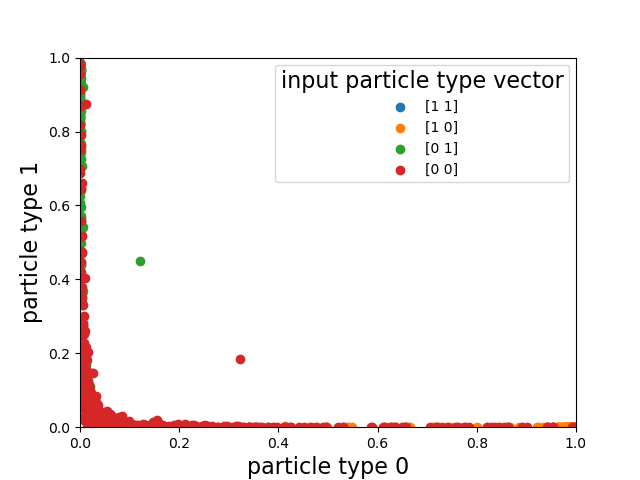 1.0
0.8
0.6
0.4
0.2
0.0
particle type 1
input particle type vector
[1 1]
[1 0]
[0 1]
[0 0]
0.0 0.2 0.4 0.6 0.8 1.0
particle type 0